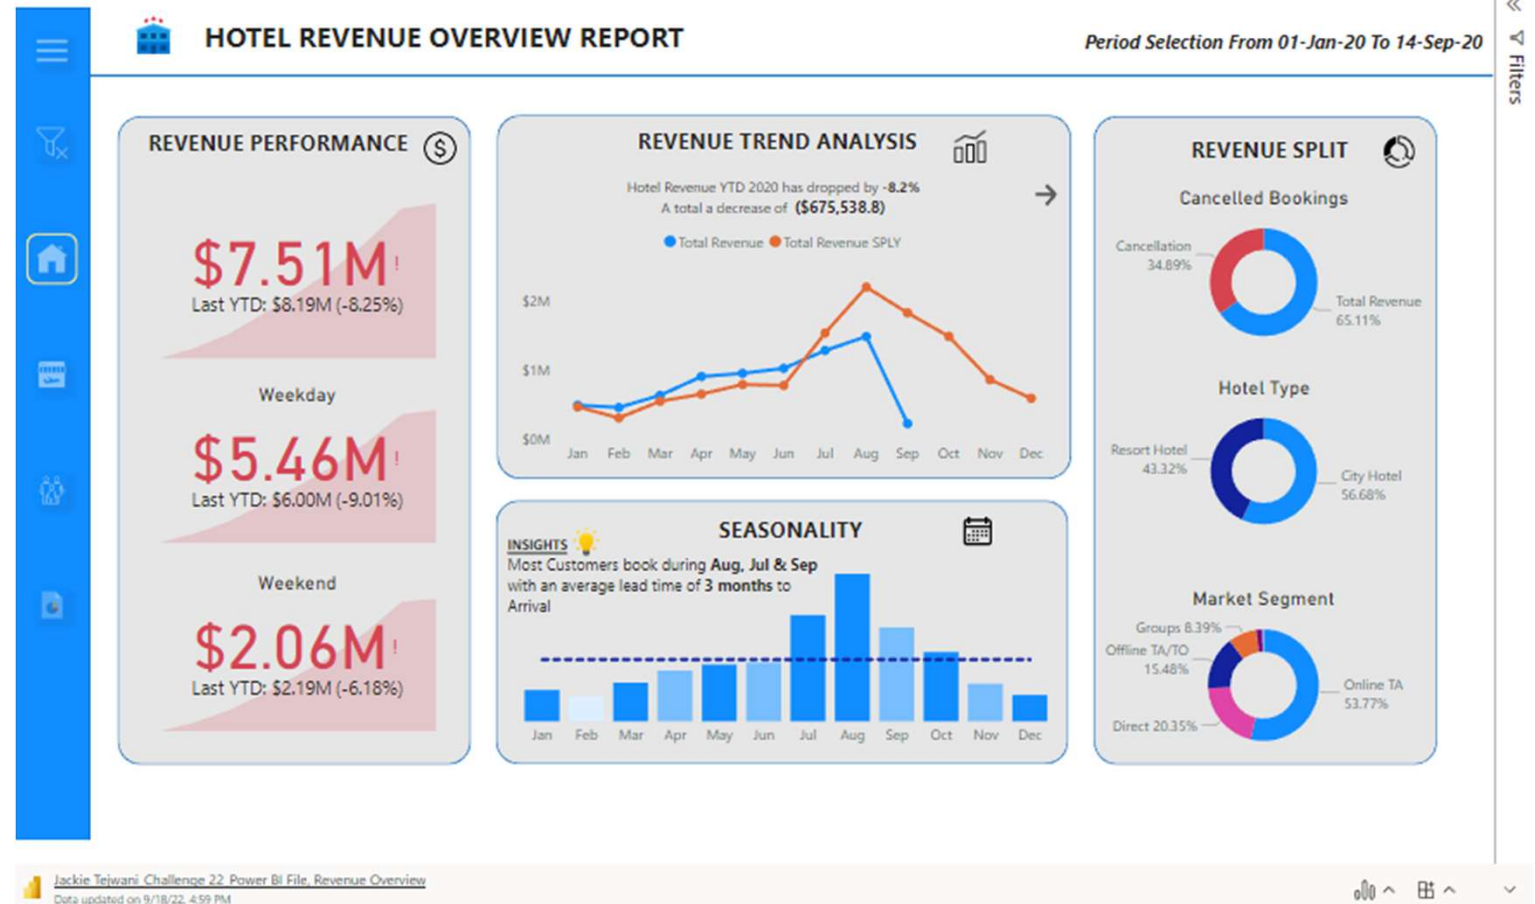 HOTEL REVENUE OVERVIEW REPORT
Period Selection From 01-Jan-20 To 14-Sep-20
Filters
REVENUE PERFORMANCE
$7.51M!
Last YTD: $8.19M (-8.25%)
Weekday
$5.46M!
Last YTD: $6.00M (-9.01%)
Weekend
$2.06M!
Last YTD: $2.19M (-6.18%)
REVENUE TREND ANALYSIS
Hotel Revenue YTD 2020 has dropped by -8.2%
A total a decrease of ($675,538.8)
Total Revenue Total Revenue SPLY
$2M
$1M
$0M
Jan Feb Mar Apr May Jun Jul Aug Sep Oct Nov Dec
SEASONALITY
INSIGHTS
Most Customers book during Aug, Jul & Sep
with an average lead time of 3 months to
Arrival
Jan Feb Mar Apr May Jun Jul Aug Sep Oct Nov Dec
REVENUE SPLIT
Cancelled Bookings
Cancellation
34.89%
Total Revenue
65.11%
Hotel Type
Resort Hotel
43.32%
City Hotel
56.68%
Market Segment
Groups 8.39%
Offline TA/TO
15.48%
Online TA
53.77%
Direct 20.35%
Jackie Tejwani Challenge 22 Power BI File, Revenue Overview
Data updated on 9/18/22, 4:59 PM